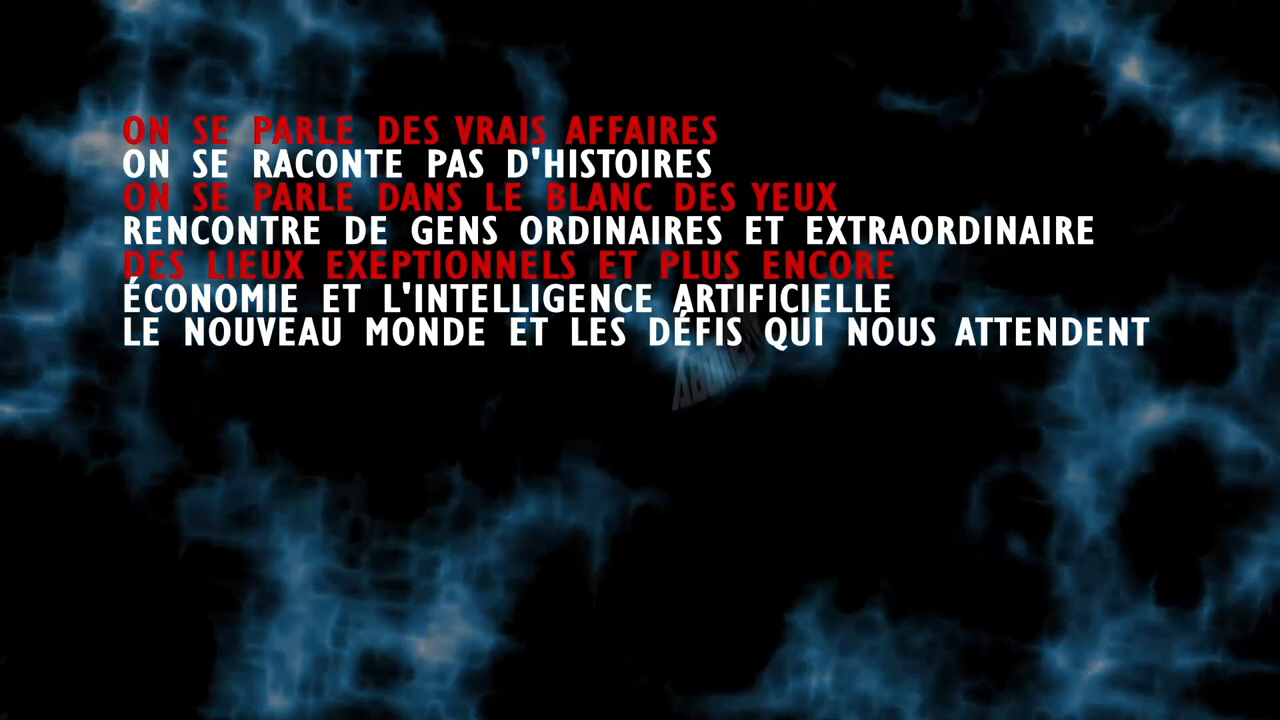 ON SE PARLE DES VRAIS AFFAIRES
ON SE RACONTE PAS D'HISTOIRES
ON SE PARLE DANS LE BLANC DES YEUX
RENCONTRE DE GENS ORDINAIRES ET EXTRAORDINAIRE
DES LIEUX EXEPTIONNELS ET PLUS ENCORE
ÉCONOMIE ET L'INTELLIGENCE ARTIFICIELLE
LE NOUVEAU MONDE ET LES DÉFIS QUI NOUS ATTENDENT